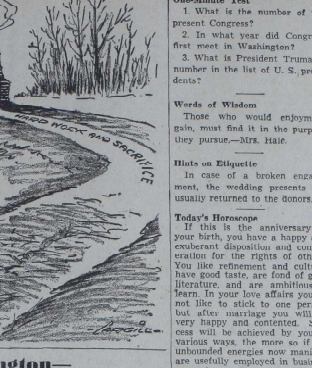 HARD WORK AND SACRIFICE
One-Minute Test
1. What is the number of
present Congress?
2. In what year did Congr
first meet in Washington?
3. What is President Truma
number in the list of U. S. pre
dents?
Words of Wisdom
Those who would enjoym
gain, must find it in the purp
they pursue.—Mrs. Hale.
Hints on Etiquette
In case of a broken enga
ment, the wedding presents
usually returned to the donors.
Today's Horoscope
If this is the anniversary
your birth, you have a happy a
exuberant disposition and con
eration for the rights of oth
You like refinement and cult
have good taste, are fond of g
literature, and are ambitious
learn. In your love affairs you
not like to stick to one per
but after marriage you will
very happy and contented. S
cess will be achieved by you
various ways, the more so if
unbounded energies now mani
are usefully employed in busi
ngton—